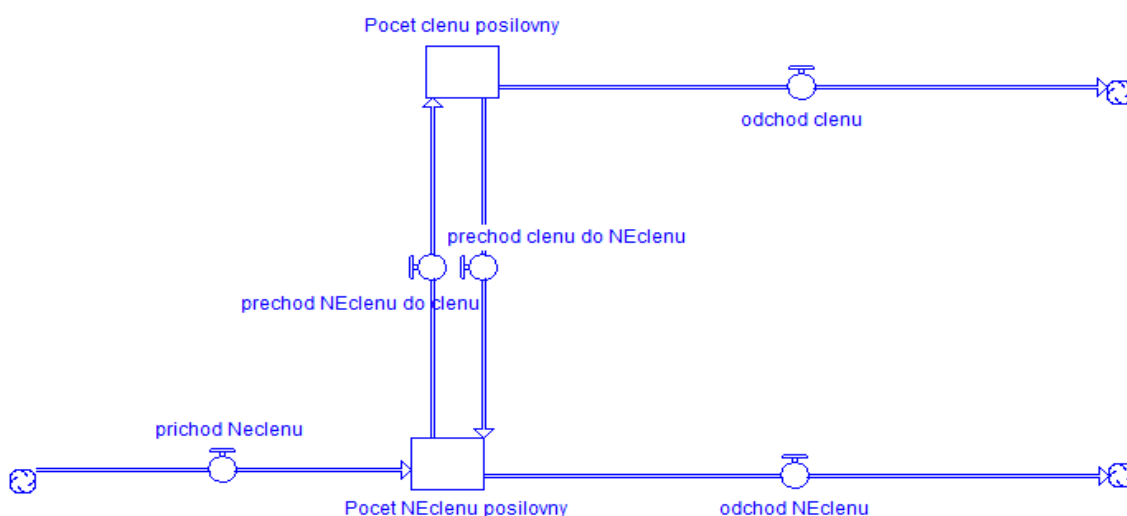 Pocet clenu posilovny
odchod clenu
prechod clenu do NEclenu
prechod NEclenu do clenu
prichod Neclenu
Pocet NEclenu posilovny
odchod NEclenu